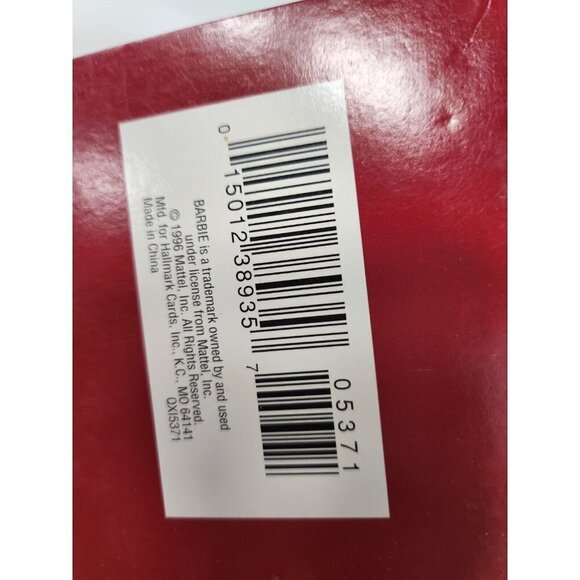 0 15012 38935 7
05371
BARBIE is a trademark owned by and used
under license from Mattel, Inc.
© 1996 Mattel, Inc. All Rights Reserved.
Mfd. for Hallmark Cards, Inc., K.C., MO 64141
Made in China
QXI5371